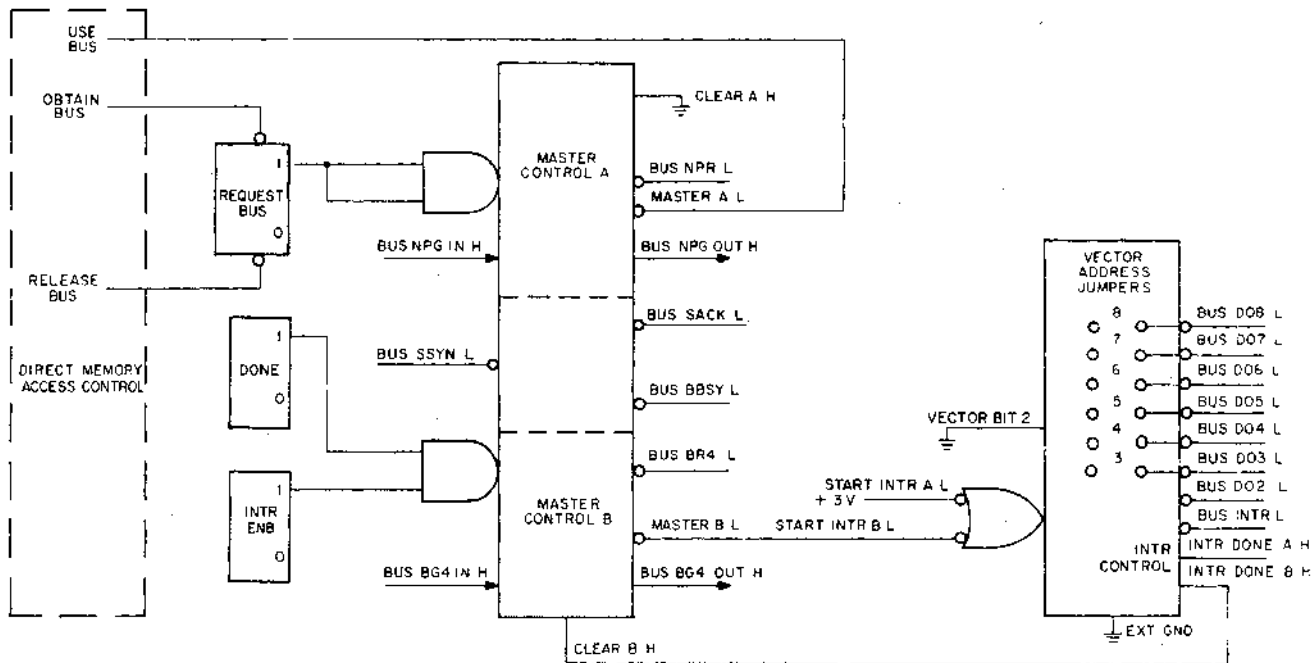 USE
BUS
OBTAIN
BUS
1
REQUEST
BUS
0
RELEASE
BUS
DIRECT MEMORY
ACCESS CONTROL
1
DONE
0
1
INTR
ENB
0
MASTER
CONTROL A
CLEAR A H
BUS NPR L
MASTER A L
BUS NPG IN H
BUS NPG OUT H
BUS SACK L
BUS SSYN L
BUS BBSY L
BUS BR4 L
MASTER
CONTROL B
MASTER B L
START INTR B L
BUS BG4 IN H
BUS BG4 OUT H
CLEAR B H
START INTR A L
+3V
VECTOR BIT 2
VECTOR
ADDRESS
JUMPERS
8
7
6
5
4
3
BUS D08 L
BUS D07 L
BUS D06 L
BUS D05 L
BUS D04 L
BUS D03 L
BUS D02 L
BUS INTR L
INTR
CONTROL
INTR DONE A H
INTR DONE B H
EXT GND